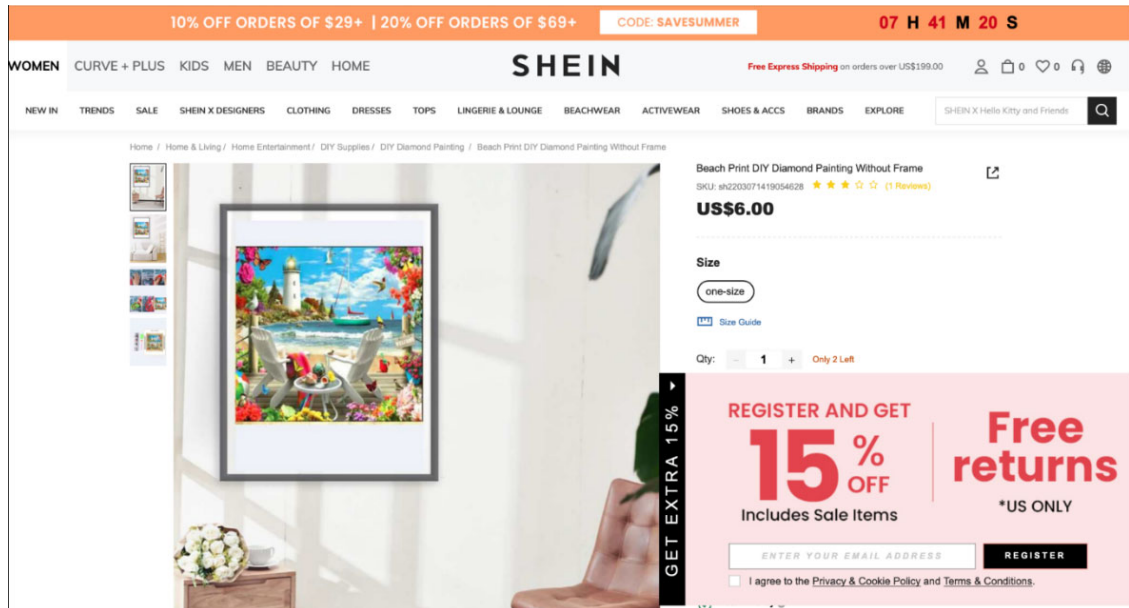 10% OFF ORDERS OF $29+ | 20% OFF ORDERS OF $69+ CODE: SAVESUMMER 07 H 41 M 20 S
WOMEN CURVE + PLUS KIDS MEN BEAUTY HOME SHEIN Free Express Shipping on orders over US$199.00 0 0
NEW IN TRENDS SALE SHEIN X DESIGNERS CLOTHING DRESSES TOPS LINGERIE & LOUNGE BEACHWEAR ACTIVEWEAR SHOES & ACCS BRANDS EXPLORE SHEIN X Hello Kitty and Friends
Home / Home & Living / Home Entertainment / DIY Supplies / DIY Diamond Painting / Beach Print DIY Diamond Painting Without Frame
Beach Print DIY Diamond Painting Without Frame
SKU: sh2203071419054628 (1 Reviews)
US$6.00
Size
one-size
Size Guide
Qty: - 1 + Only 2 Left
GET EXTRA 15%
REGISTER AND GET
15% OFF
Includes Sale Items
Free
returns
*US ONLY
ENTER YOUR EMAIL ADDRESS REGISTER
I agree to the Privacy & Cookie Policy and Terms & Conditions.